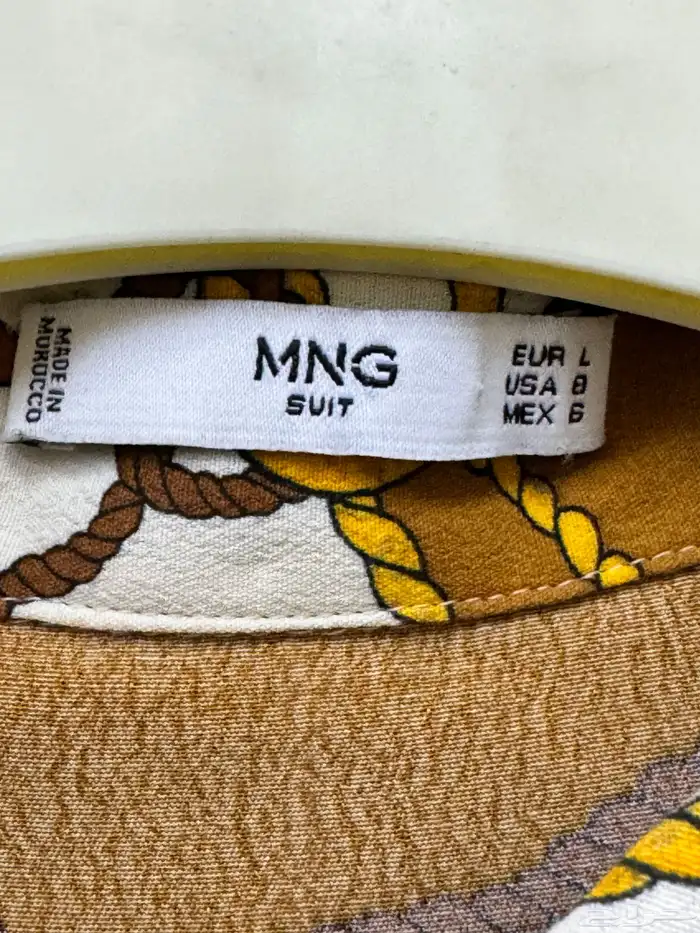 MADE IN
MOROCCO
MNG
SUIT
EUR L
USA 8
MEX 6